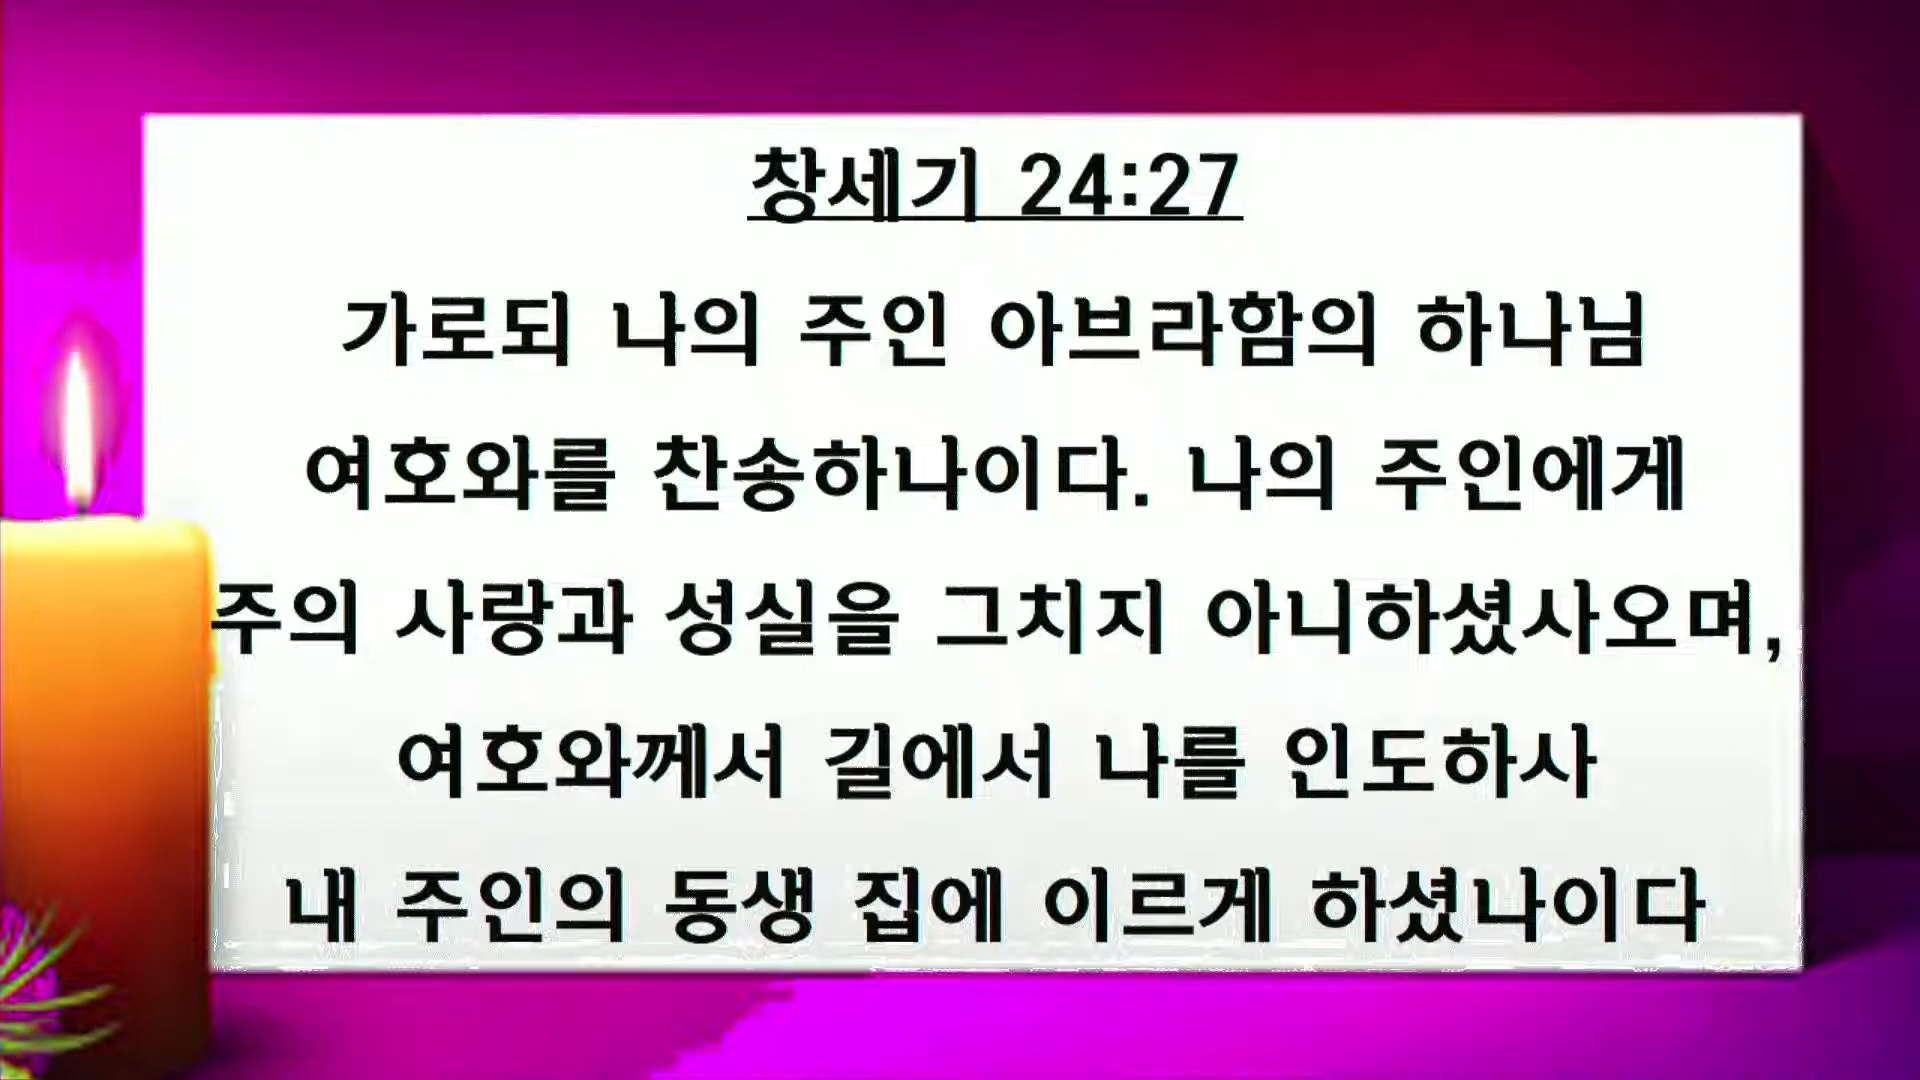 창세기 24:27
가로되 나의 주인 아브라함의 하나님
여호와를 찬송하나이다. 나의 주인에게
주의 사랑과 성실을 그치지 아니하셨사오며,
여호와께서 길에서 나를 인도하사
내 주인의 동생 집에 이르게 하셨나이다